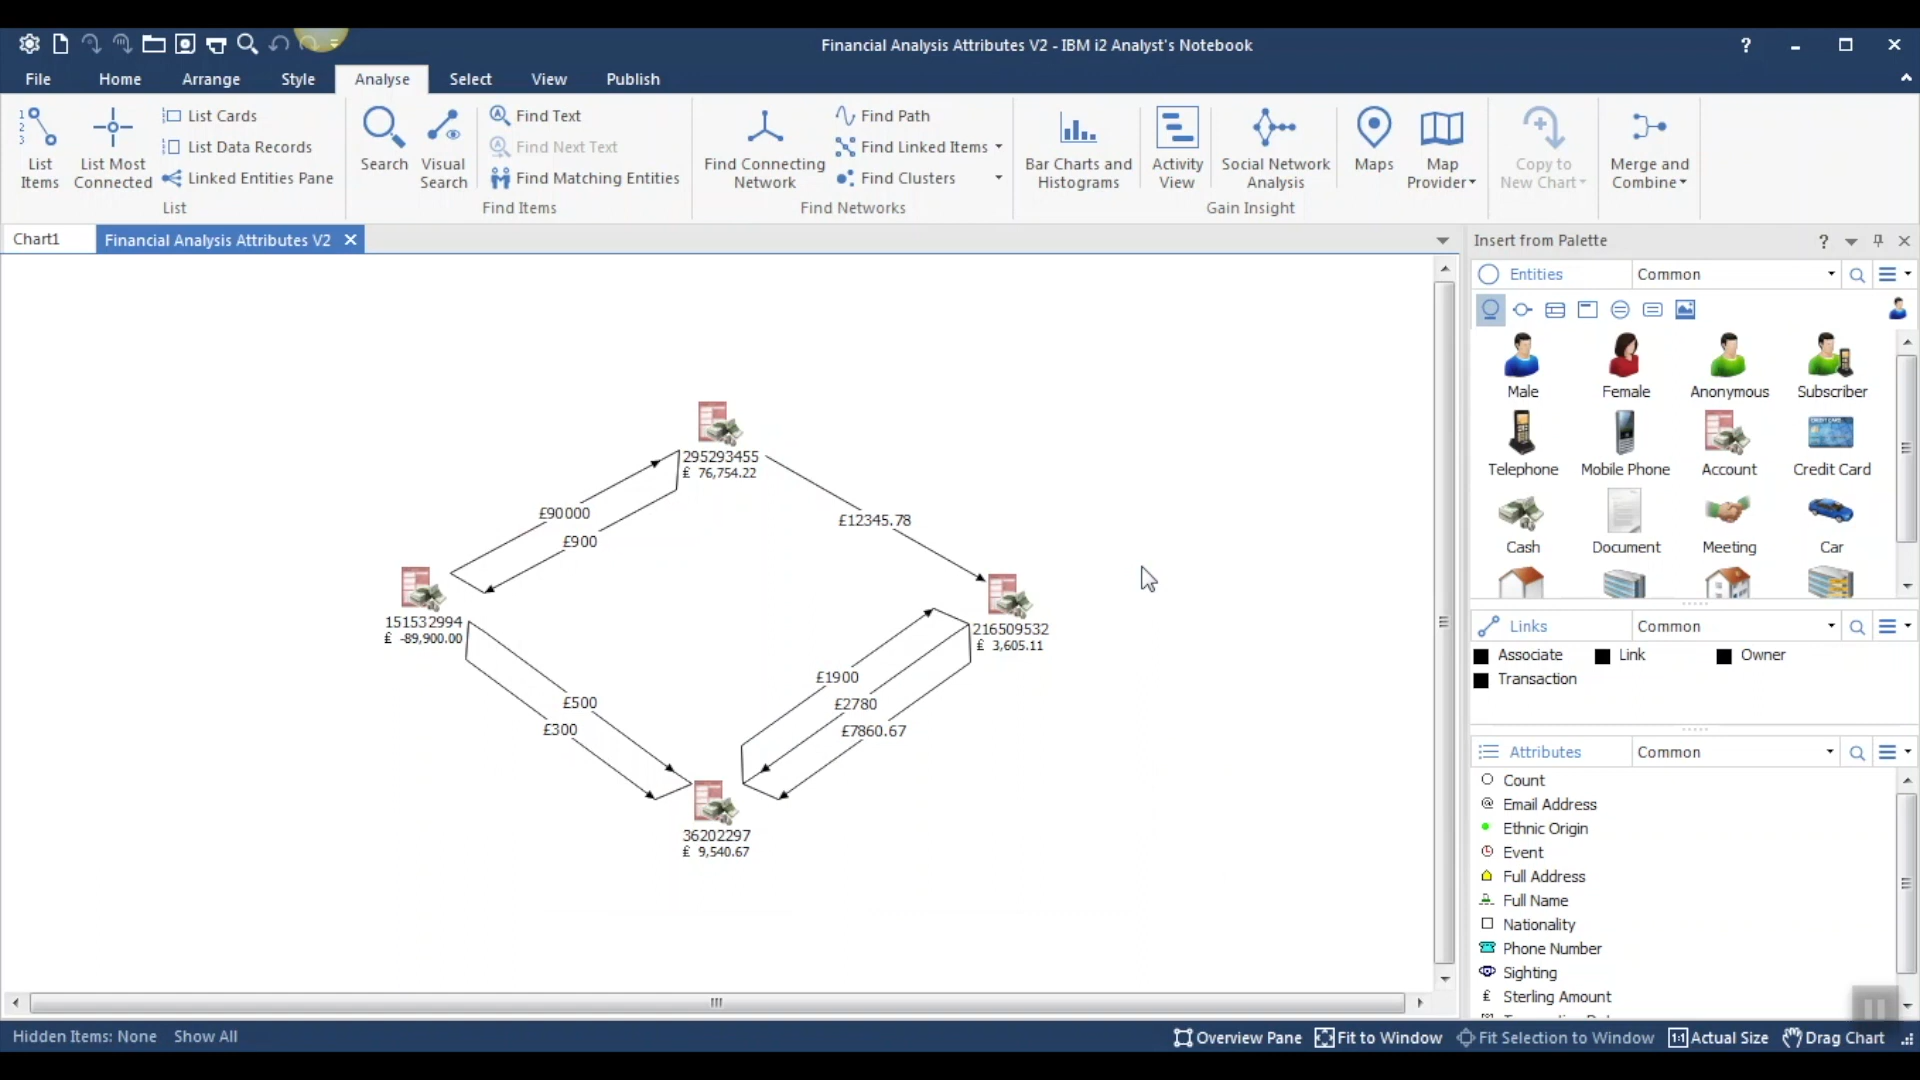 Financial Analysis Attributes V2 - IBM i2 Analyst's Notebook
?
File Home Arrange Style Analyse Select View Publish
List Items
List Most Connected
List Cards
List Data Records
Linked Entities Pane
List
Search
Visual Search
Find Text
Find Next Text
Find Matching Entities
Find Items
Find Connecting Network
Find Path
Find Linked Items
Find Clusters
Find Networks
Bar Charts and Histograms
Activity View
Social Network Analysis
Gain Insight
Maps
Map Provider
Copy to New Chart
Merge and Combine
Chart1
Financial Analysis Attributes V2
295293455
£ 76,754.22
£90000
£900
£12345.78
151532994
£ -89,900.00
216509532
£ 3,605.11
£1900
£2780
£7860.67
£500
£300
36202297
£ 9,540.67
Insert from Palette
?
Entities Common
Male Female Anonymous Subscriber
Telephone Mobile Phone Account Credit Card
Cash Document Meeting Car
Links Common
Associate Link Owner
Transaction
Attributes Common
Count
@ Email Address
Ethnic Origin
Event
Full Address
Full Name
Nationality
Phone Number
Sighting
£ Sterling Amount
Hidden Items: None Show All
Overview Pane Fit to Window Fit Selection to Window 1:1 Actual Size Drag Chart